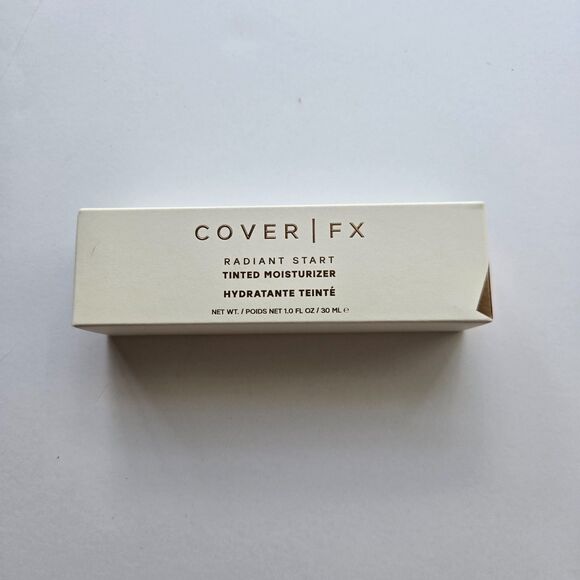 COVER | FX
RADIANT START
TINTED MOISTURIZER
HYDRATANTE TEINTÉ
NET WT. / POIDS NET 1.0 FL OZ / 30 ML ℮